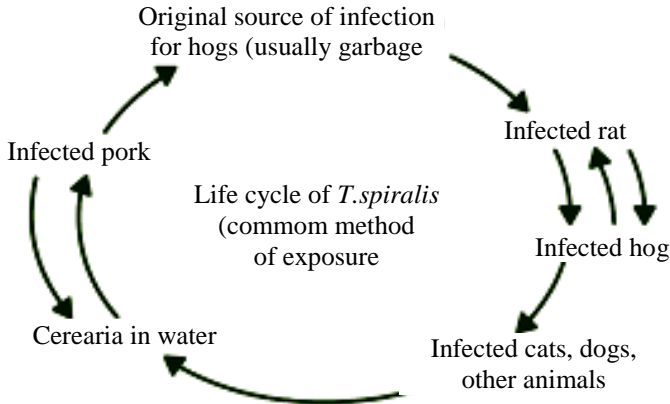 Original source of infection
for hogs (usually garbage
Infected rat
Infected pork
Life cycle of T.spiralis
(commom method
of exposure
Infected hog
Cerearia in water
Infected cats, dogs,
other animals